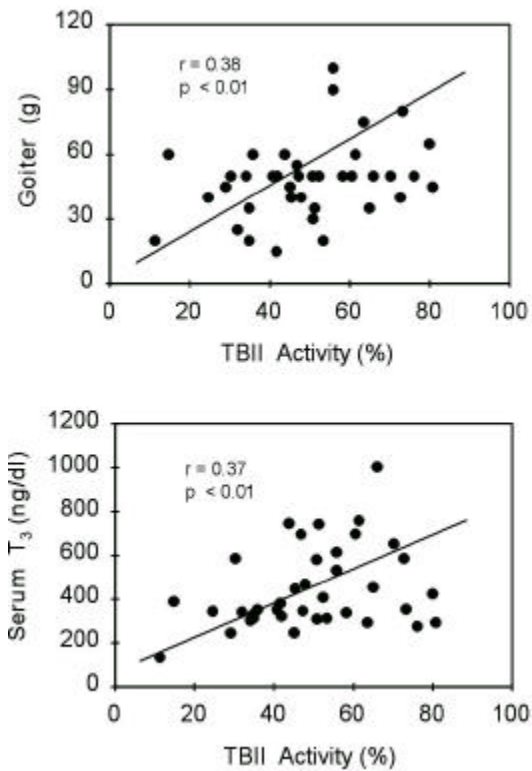 120
90
60
30
0
Goiter (g)
r = 0.38
p < 0.01
0 20 40 60 80 100
TBII Activity (%)
1200
1000
800
600
400
200
0
Serum T3 (ng/dl)
r = 0.37
p < 0.01
0 20 40 60 80 100
TBII Activity (%)